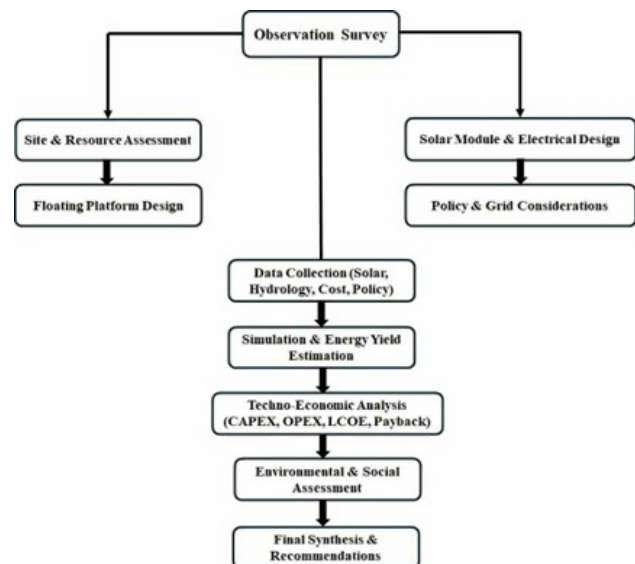 Observation Survey
Site & Resource Assessment
Floating Platform Design
Solar Module & Electrical Design
Policy & Grid Considerations
Data Collection (Solar,
Hydrology, Cost, Policy)
Simulation & Energy Yield
Estimation
Techno-Economic Analysis
(CAPEX, OPEX, LCOE, Payback)
Environmental & Social
Assessment
Final Synthesis &
Recommendations